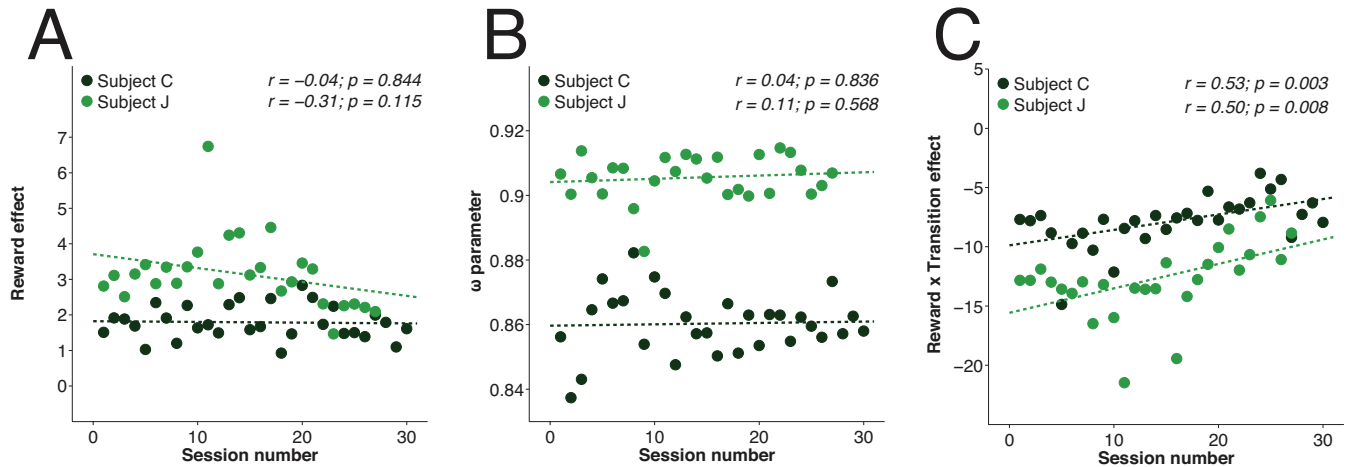 A
Subject C
r = −0.04; p = 0.844
Subject J
r = −0.31; p = 0.115
Reward effect
7
6
5
4
3
2
1
0
0 10 20 30
Session number
B
Subject C
r = 0.04; p = 0.836
Subject J
r = 0.11; p = 0.568
ω parameter
0.92
0.9
0.88
0.86
0.84
0 10 20 30
Session number
C
Subject C
r = 0.53; p = 0.003
Subject J
r = 0.50; p = 0.008
Reward x Transition effect
5
0
−5
−10
−15
−20
0 10 20 30
Session number